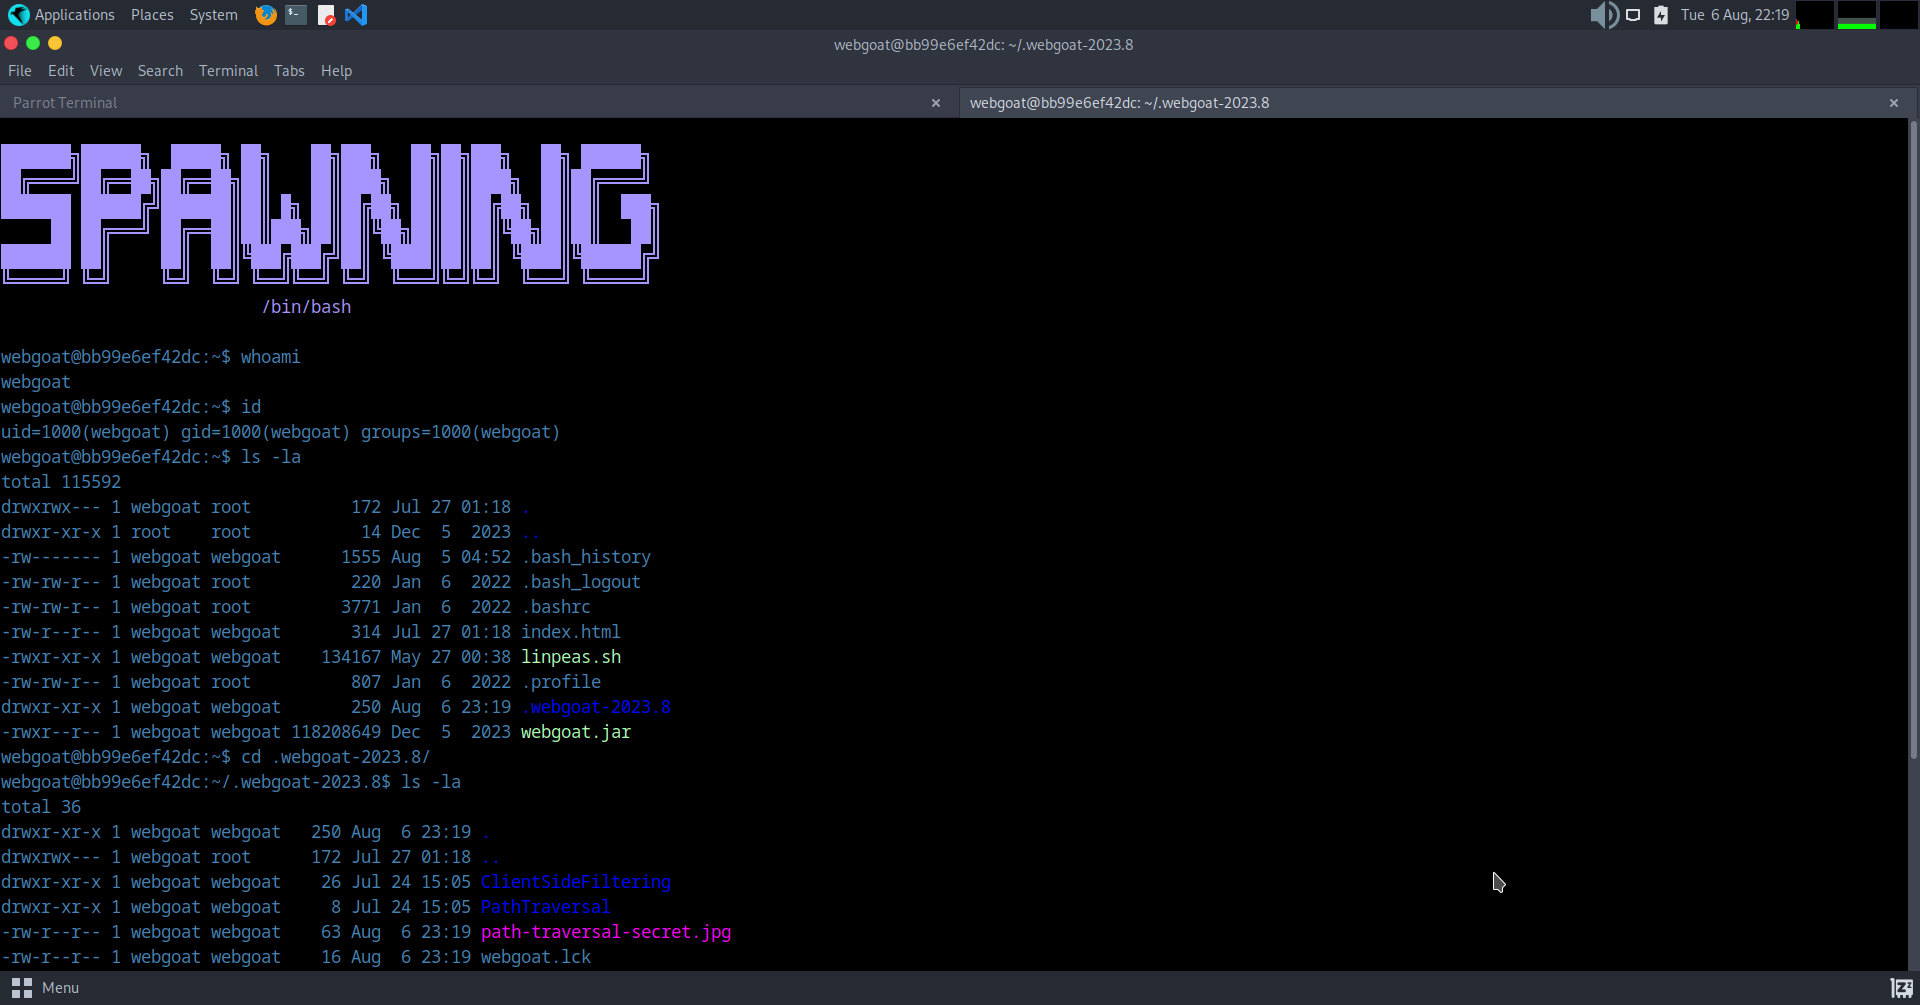 Applications Places System Tue 6 Aug, 22:19
webgoat@bb99e6ef42dc: ~/.webgoat-2023.8
File Edit View Search Terminal Tabs Help
Parrot Terminal × webgoat@bb99e6ef42dc: ~/.webgoat-2023.8 ×
SPAWNING
/bin/bash
webgoat@bb99e6ef42dc:~$ whoami
webgoat
webgoat@bb99e6ef42dc:~$ id
uid=1000(webgoat) gid=1000(webgoat) groups=1000(webgoat)
webgoat@bb99e6ef42dc:~$ ls -la
total 115592
drwxrwx--- 1 webgoat root          172 Jul 27 01:18 .
drwxr-xr-x 1 root    root           14 Dec  5  2023 ..
-rw------- 1 webgoat webgoat      1555 Aug  5 04:52 .bash_history
-rw-rw-r-- 1 webgoat root          220 Jan  6  2022 .bash_logout
-rw-rw-r-- 1 webgoat root         3771 Jan  6  2022 .bashrc
-rw-r--r-- 1 webgoat webgoat       314 Jul 27 01:18 index.html
-rwxr-xr-x 1 webgoat webgoat    134167 May 27 00:38 linpeas.sh
-rw-rw-r-- 1 webgoat root          807 Jan  6  2022 .profile
drwxr-xr-x 1 webgoat webgoat       250 Aug  6 23:19 .webgoat-2023.8
-rwxr--r-- 1 webgoat webgoat 118208649 Dec  5  2023 webgoat.jar
webgoat@bb99e6ef42dc:~$ cd .webgoat-2023.8/
webgoat@bb99e6ef42dc:~/.webgoat-2023.8$ ls -la
total 36
drwxr-xr-x 1 webgoat webgoat   250 Aug  6 23:19 .
drwxrwx--- 1 webgoat root      172 Jul 27 01:18 ..
drwxr-xr-x 1 webgoat webgoat    26 Jul 24 15:05 ClientSideFiltering
drwxr-xr-x 1 webgoat webgoat     8 Jul 24 15:05 PathTraversal
-rw-r--r-- 1 webgoat webgoat    63 Aug  6 23:19 path-traversal-secret.jpg
-rw-r--r-- 1 webgoat webgoat    16 Aug  6 23:19 webgoat.lck
Menu